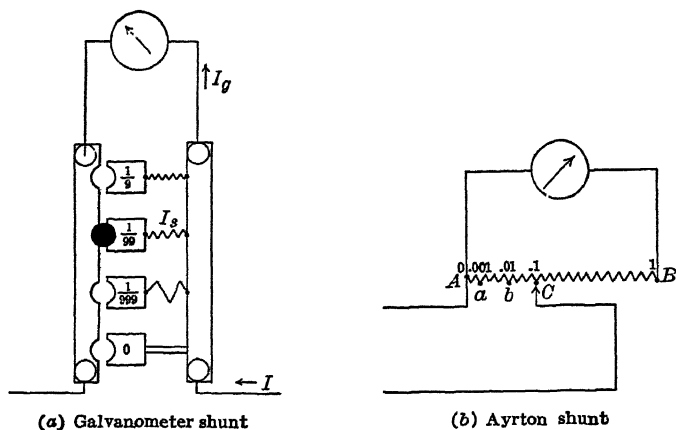 I_g
1/9
1/99 I_s
1/999
0
← I
(a) Galvanometer shunt
0 .001 .01 .1 1
A a b C B
(b) Ayrton shunt